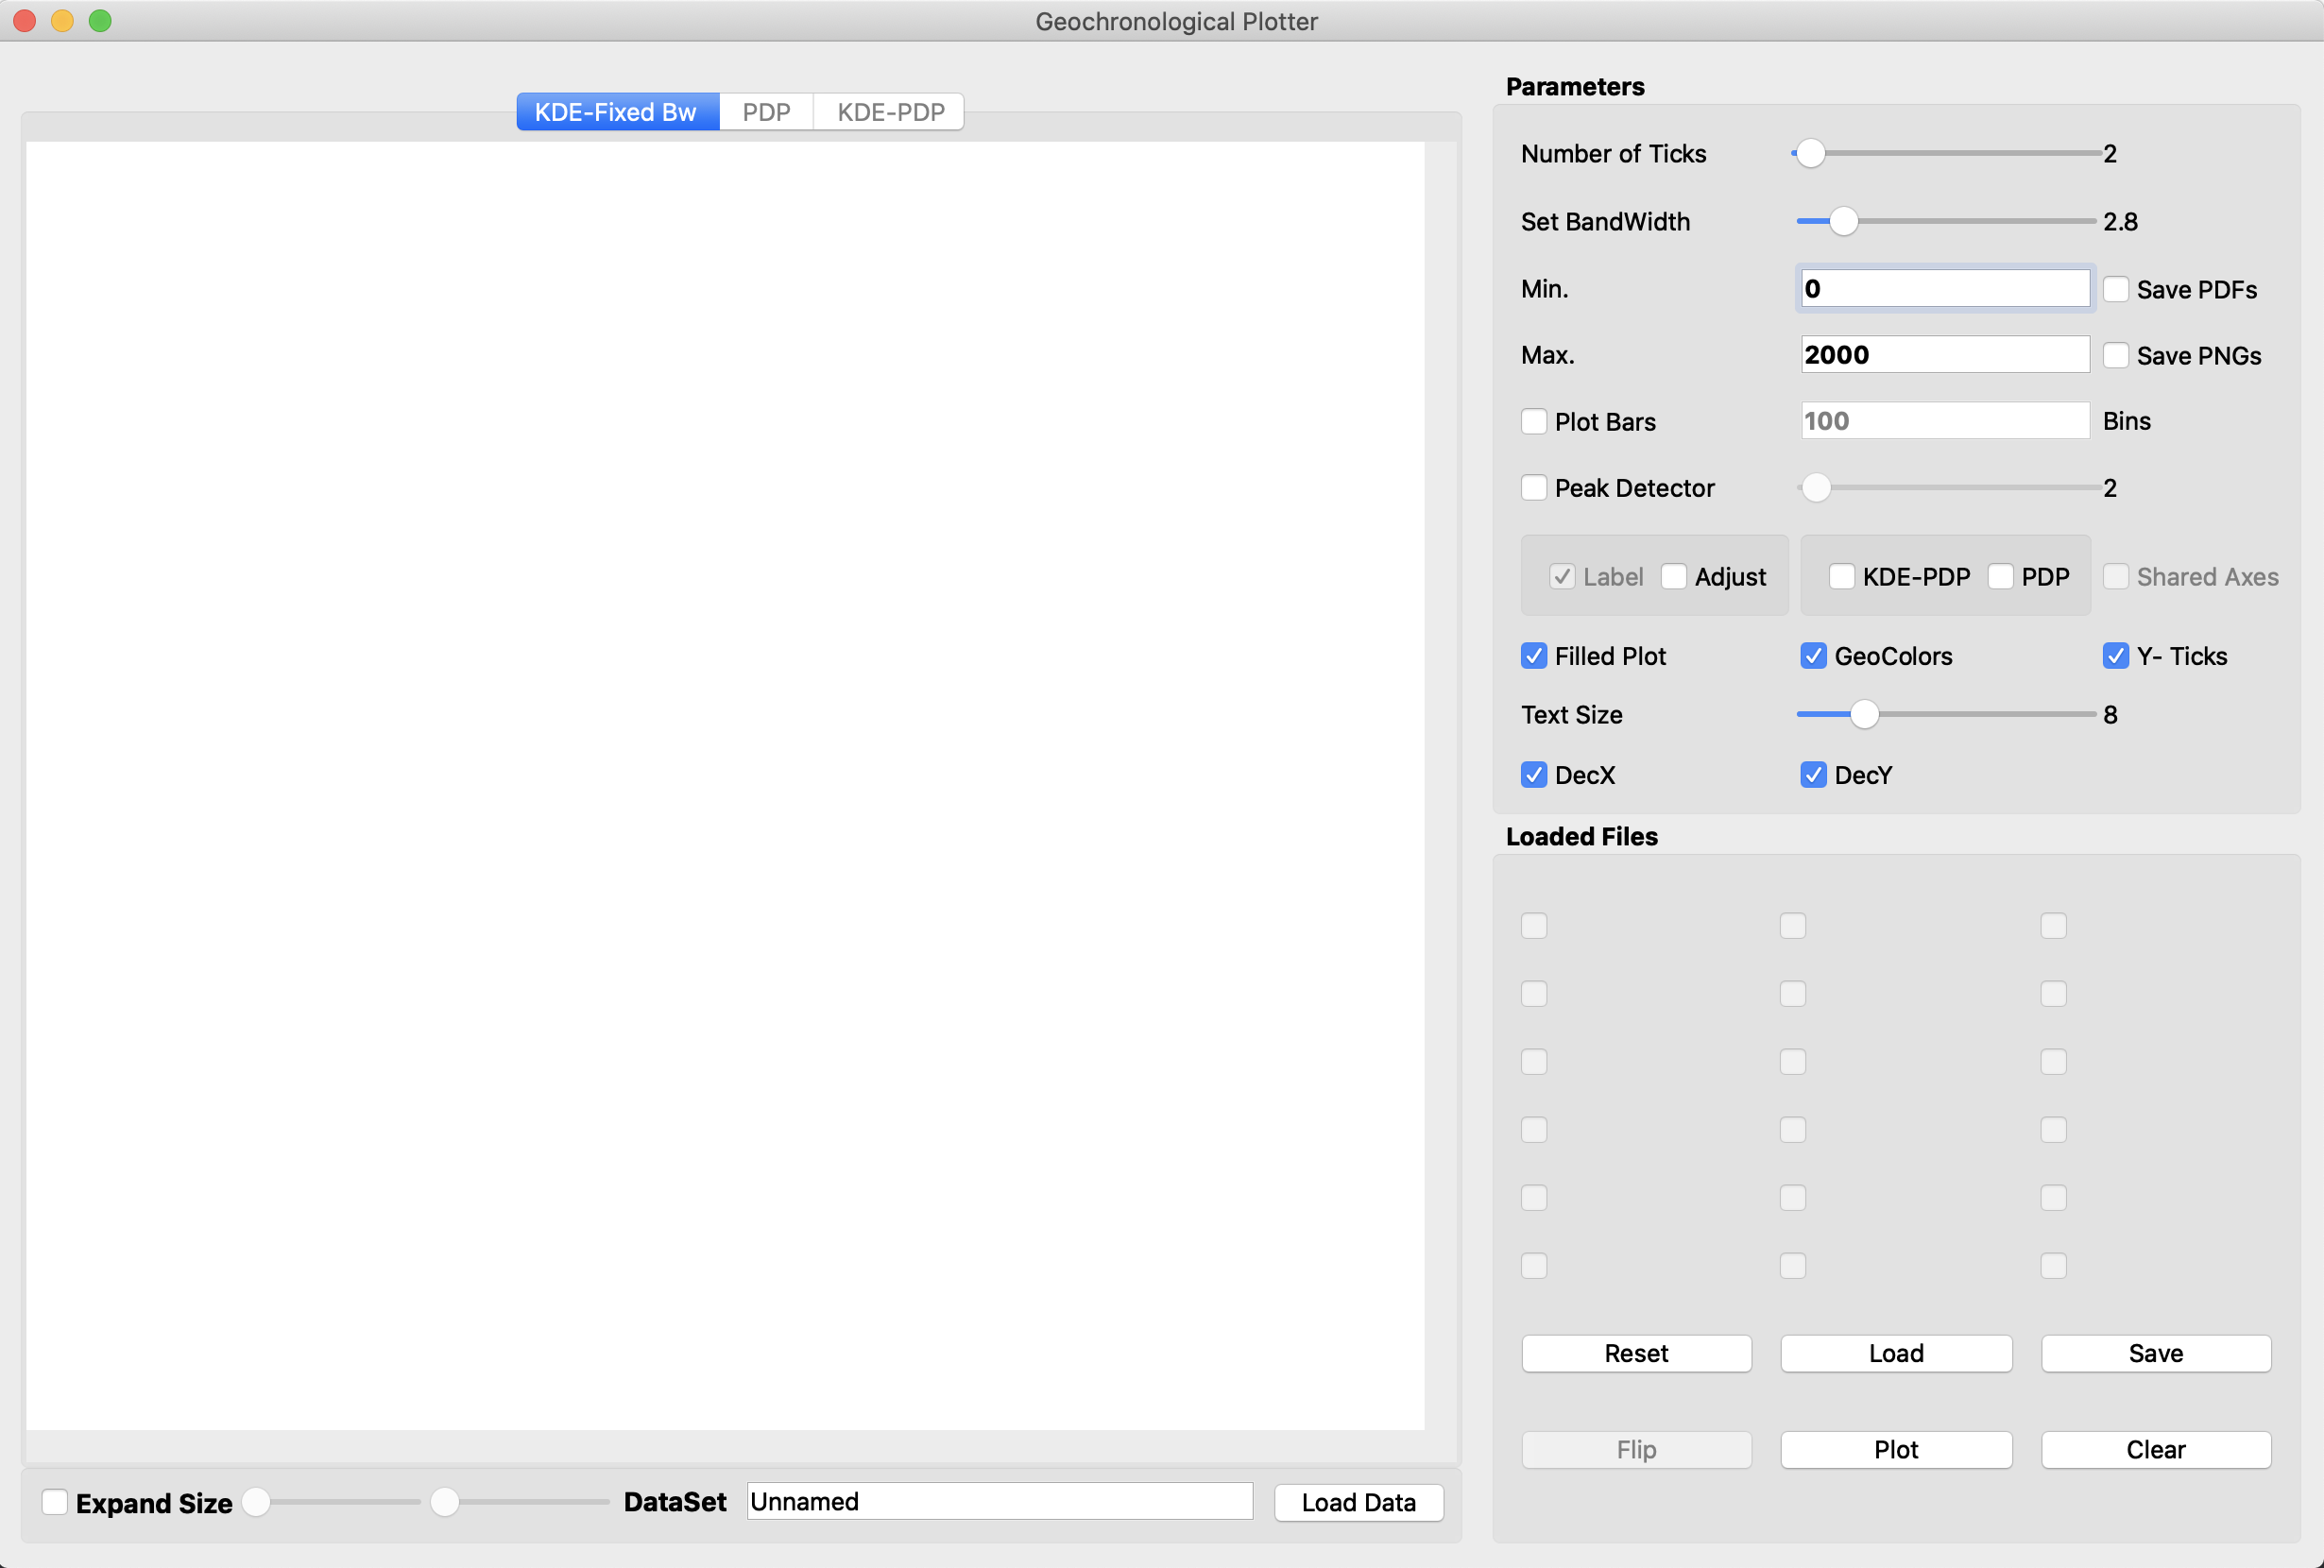 Geochronological Plotter
KDE-Fixed Bw PDP KDE-PDP
Parameters
Number of Ticks 2
Set BandWidth 2.8
Min. 0 Save PDFs
Max. 2000 Save PNGs
Plot Bars 100 Bins
Peak Detector 2
Label Adjust KDE-PDP PDP Shared Axes
Filled Plot GeoColors Y- Ticks
Text Size 8
DecX DecY
Loaded Files
Reset Load Save
Flip Plot Clear
Expand Size DataSet Unnamed Load Data